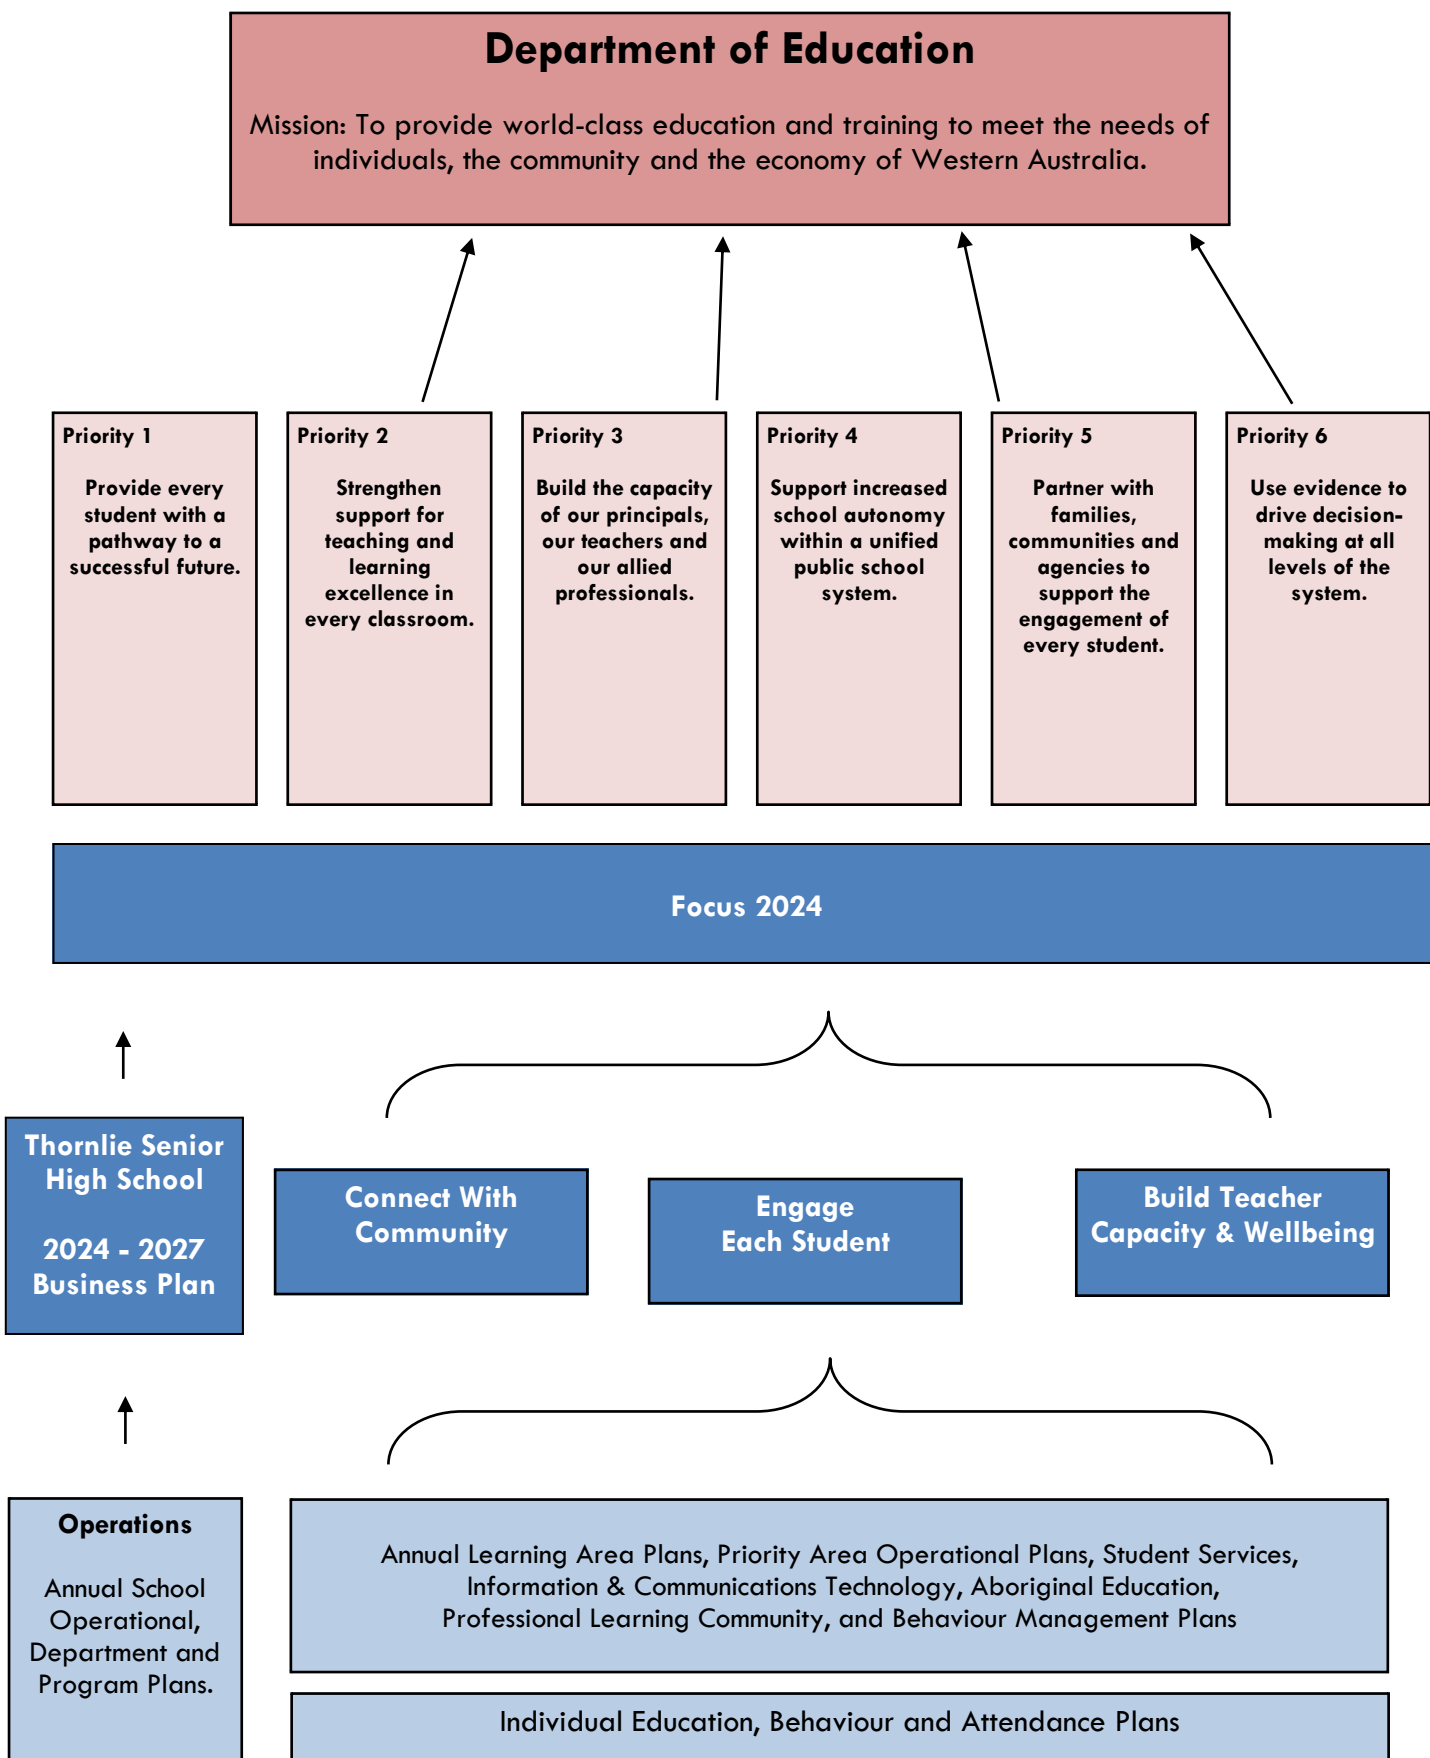 Department of Education
Mission: To provide world-class education and training to meet the needs of
individuals, the community and the economy of Western Australia.
Priority 1
Provide every
student with a
pathway to a
successful future.
Priority 2
Strengthen
support for
teaching and
learning
excellence in
every classroom.
Priority 3
Build the capacity
of our principals,
our teachers and
our allied
professionals.
Priority 4
Support increased
school autonomy
within a unified
public school
system.
Priority 5
Partner with
families,
communities and
agencies to
support the
engagement of
every student.
Priority 6
Use evidence to
drive decision-
making at all
levels of the
system.
Focus 2024
Thornlie Senior
High School
2024 - 2027
Business Plan
Connect With
Community
Engage
Each Student
Build Teacher
Capacity & Wellbeing
Operations
Annual School
Operational,
Department and
Program Plans.
Annual Learning Area Plans, Priority Area Operational Plans, Student Services,
Information & Communications Technology, Aboriginal Education,
Professional Learning Community, and Behaviour Management Plans
Individual Education, Behaviour and Attendance Plans